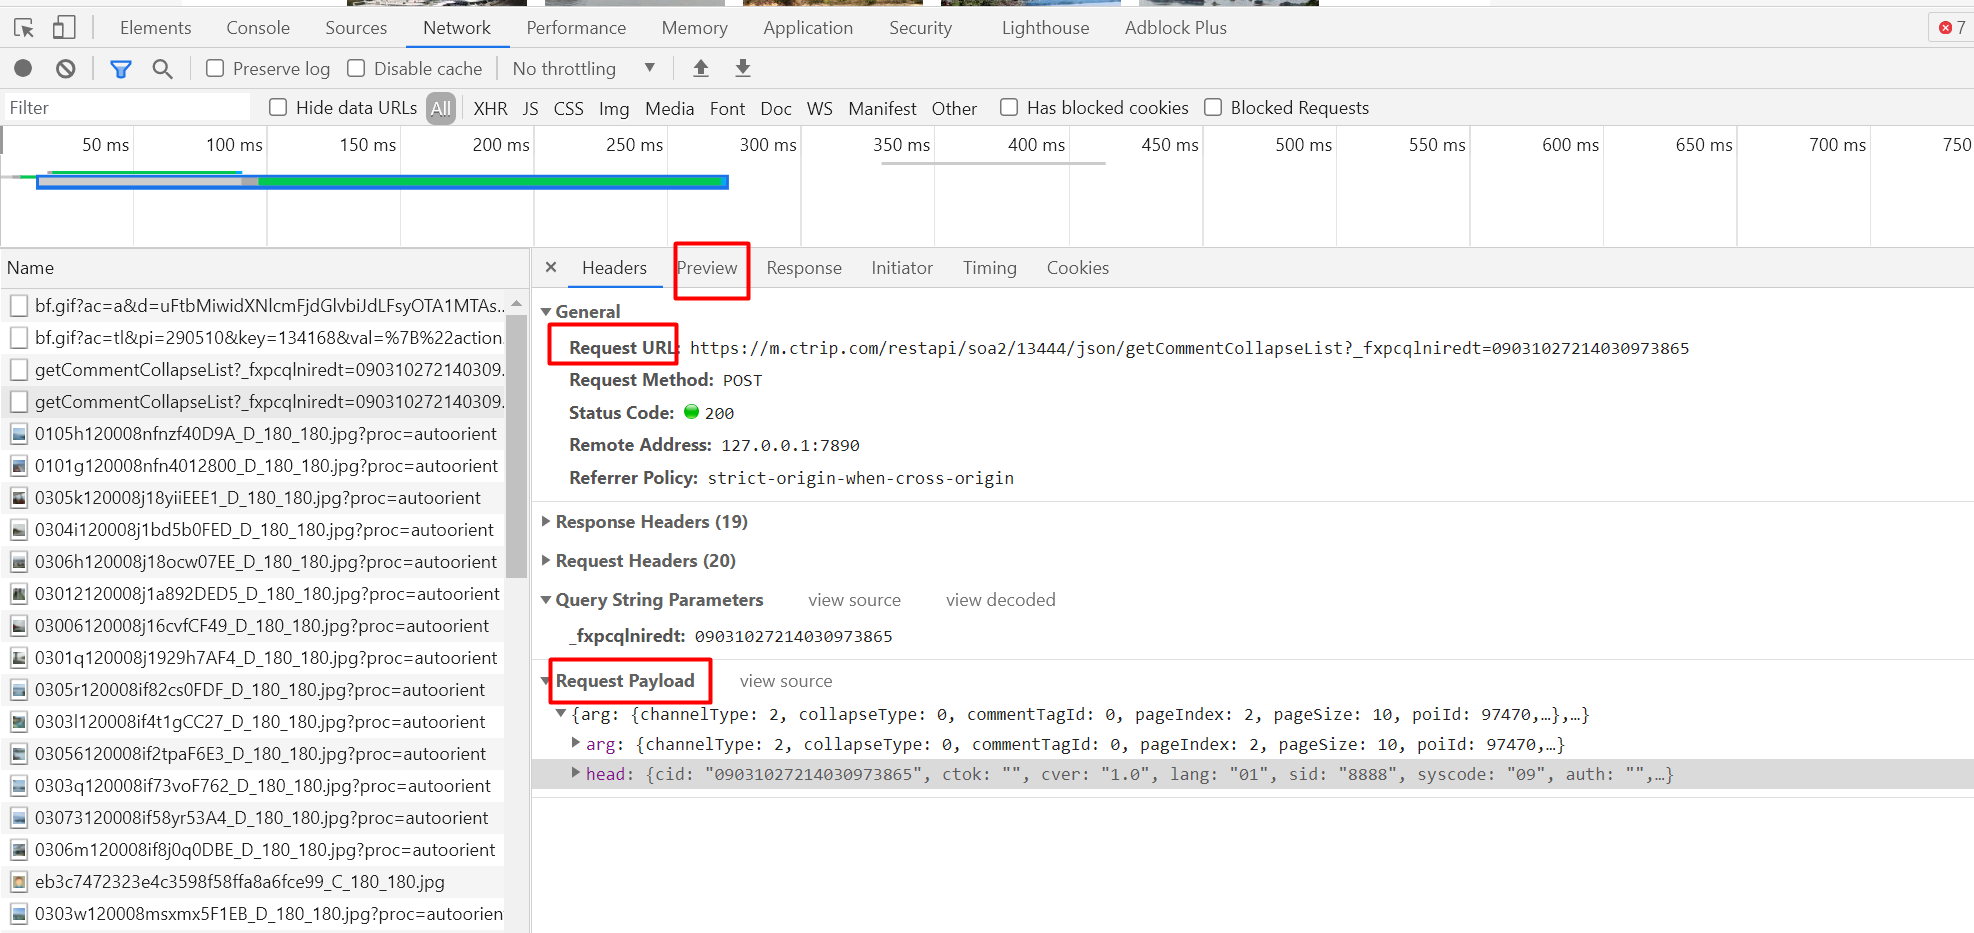 Elements Console Sources Network Performance Memory Application Security Lighthouse Adblock Plus 7
Preserve log Disable cache No throttling
Filter Hide data URLs All XHR JS CSS Img Media Font Doc WS Manifest Other Has blocked cookies Blocked Requests
50 ms 100 ms 150 ms 200 ms 250 ms 300 ms 350 ms 400 ms 450 ms 500 ms 550 ms 600 ms 650 ms 700 ms 750
Name
bf.gif?ac=a&d=uFtbMiwidXNlcmFjdGlvbiJdLFsyOTA1MTAs...
bf.gif?ac=tl&pi=290510&key=134168&val=%7B%22action
getCommentCollapseList?_fxpcqlniredt=090310272140309.
getCommentCollapseList?_fxpcqlniredt=090310272140309.
0105h120008nfnzf40D9A_D_180_180.jpg?proc=autoorient
0101g120008nfn4012800_D_180_180.jpg?proc=autoorient
0305k120008j18yiiEEE1_D_180_180.jpg?proc=autoorient
0304i120008j1bd5b0FED_D_180_180.jpg?proc=autoorient
0306h120008j18ocw07EE_D_180_180.jpg?proc=autoorient
03012120008j1a892DED5_D_180_180.jpg?proc=autoorient
03006120008j16cvfCF49_D_180_180.jpg?proc=autoorient
0301q120008j1929h7AF4_D_180_180.jpg?proc=autoorient
0305r120008if82cs0FDF_D_180_180.jpg?proc=autoorient
0303l120008if4t1gCC27_D_180_180.jpg?proc=autoorient
03056120008if2tpaF6E3_D_180_180.jpg?proc=autoorient
0303q120008if73voF762_D_180_180.jpg?proc=autoorient
03073120008if58yr53A4_D_180_180.jpg?proc=autoorient
0306m120008if8j0q0DBE_D_180_180.jpg?proc=autoorient
eb3c7472323e4c3598f58ffa8a6fce99_C_180_180.jpg
0303w120008msxmx5F1EB_D_180_180.jpg?proc=autoorien
Headers Preview Response Initiator Timing Cookies
General
Request URL: https://m.ctrip.com/restapi/soa2/13444/json/getCommentCollapseList?_fxpcqlniredt=09031027214030973865
Request Method: POST
Status Code: 200
Remote Address: 127.0.0.1:7890
Referrer Policy: strict-origin-when-cross-origin
Response Headers (19)
Request Headers (20)
Query String Parameters view source view decoded
_fxpcqlniredt: 09031027214030973865
Request Payload view source
{arg: {channelType: 2, collapseType: 0, commentTagId: 0, pageIndex: 2, pageSize: 10, poiId: 97470,…},…}
arg: {channelType: 2, collapseType: 0, commentTagId: 0, pageIndex: 2, pageSize: 10, poiId: 97470,…}
head: {cid: "09031027214030973865", ctok: "", cver: "1.0", lang: "01", sid: "8888", syscode: "09", auth: "",…}